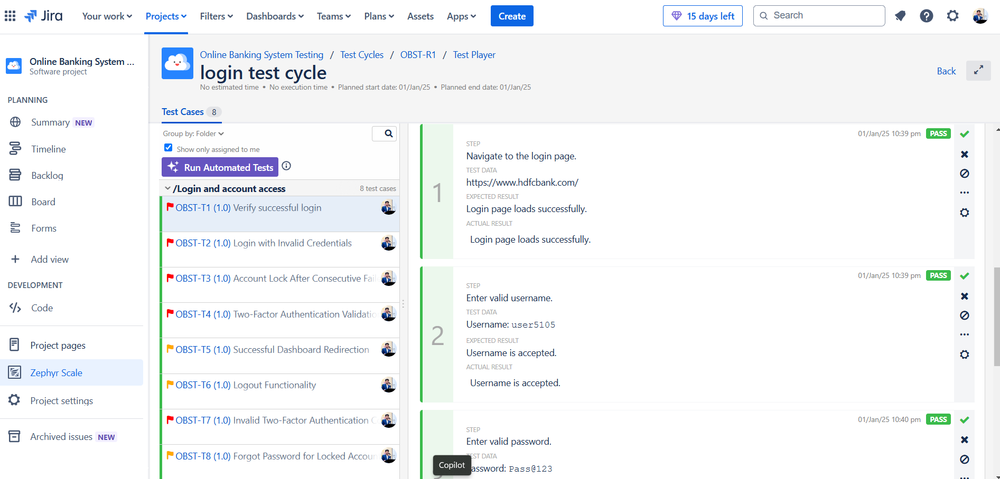 Jira
Your work
Projects
Filters
Dashboards
Teams
Plans
Assets
Apps
Create
15 days left
Search
Online Banking System ...
Software project
PLANNING
Summary NEW
Timeline
Backlog
Board
Forms
Add view
DEVELOPMENT
Code
Project pages
Zephyr Scale
Project settings
Archived issues NEW
Online Banking System Testing / Test Cycles / OBST-R1 / Test Player
login test cycle
No estimated time • No execution time • Planned start date: 01/Jan/25 • Planned end date: 01/Jan/25
Back
Test Cases 8
Group by: Folder
Show only assigned to me
Run Automated Tests
/Login and account access 8 test cases
OBST-T1 (1.0) Verify successful login
OBST-T2 (1.0) Login with Invalid Credentials
OBST-T3 (1.0) Account Lock After Consecutive Fail
OBST-T4 (1.0) Two-Factor Authentication Validatio
OBST-T5 (1.0) Successful Dashboard Redirection
OBST-T6 (1.0) Logout Functionality
OBST-T7 (1.0) Invalid Two-Factor Authentication C
OBST-T8 (1.0) Forgot Password for Locked Accoun
1
01/Jan/25 10:39 pm PASS
STEP
Navigate to the login page.
TEST DATA
https://www.hdfcbank.com/
EXPECTED RESULT
Login page loads successfully.
ACTUAL RESULT
Login page loads successfully.
2
01/Jan/25 10:39 pm PASS
STEP
Enter valid username.
TEST DATA
Username: user5105
EXPECTED RESULT
Username is accepted.
ACTUAL RESULT
Username is accepted.
01/Jan/25 10:40 pm PASS
STEP
Enter valid password.
TEST DATA
assword: Pass@123
Copilot